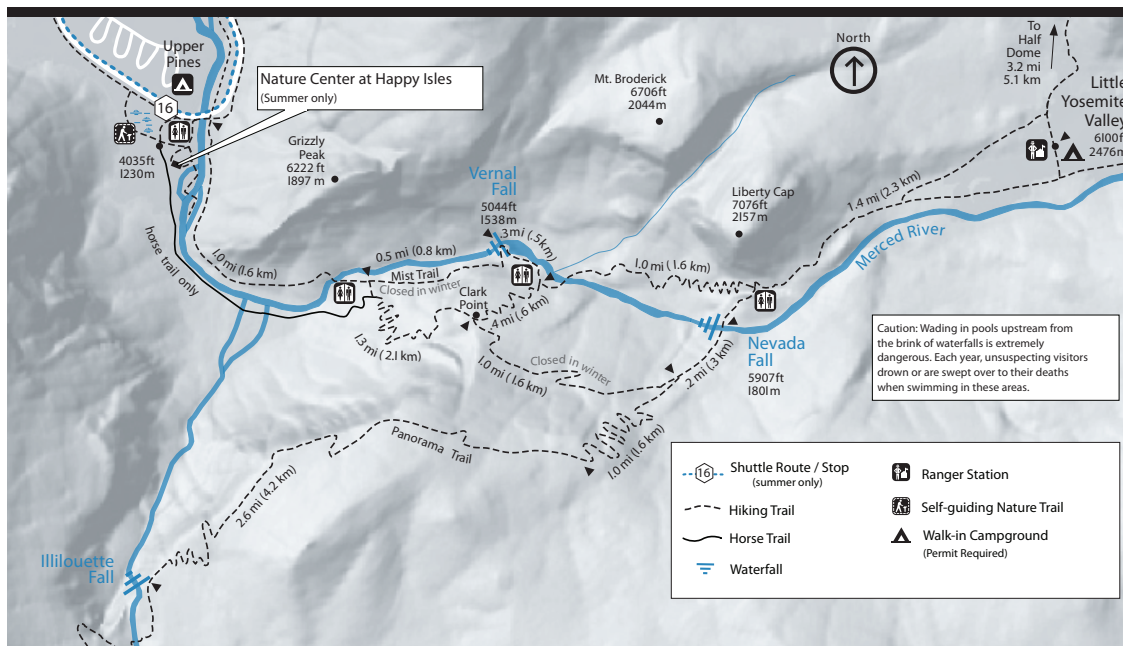 Upper
Pines
Nature Center at Happy Isles
(Summer only)
16
4035ft
1230m
Grizzly
Peak
6222 ft
1897 m
Mt. Broderick
6706ft
2044m
North
To
Half
Dome
3.2 mi
5.1 km
Little
Yosemite
Valley
6100ft
2476m
Vernal
Fall
5044ft
1538m
.3mi (.5km)
Liberty Cap
7076ft
2157m
1.4 mi (2.3 km)
Merced River
horse trail only
1.0 mi (1.6 km)
0.5 mi (0.8 km)
Mist Trail
Closed in winter
Clark
Point
.4 mi (.6 km)
1.0 mi (1.6 km)
1.3 mi (2.1 km)
1.0 mi (1.6 km)
Closed in winter
.2 mi (.3 km)
Nevada
Fall
5907ft
1801m
Caution: Wading in pools upstream from
the brink of waterfalls is extremely
dangerous. Each year, unsuspecting visitors
drown or are swept over to their deaths
when swimming in these areas.
Panorama Trail
1.0 mi (1.6 km)
2.6 mi (4.2 km)
Illilouette
Fall
16
Shuttle Route / Stop
(summer only)
Hiking Trail
Horse Trail
Waterfall
Ranger Station
Self-guiding Nature Trail
Walk-in Campground
(Permit Required)